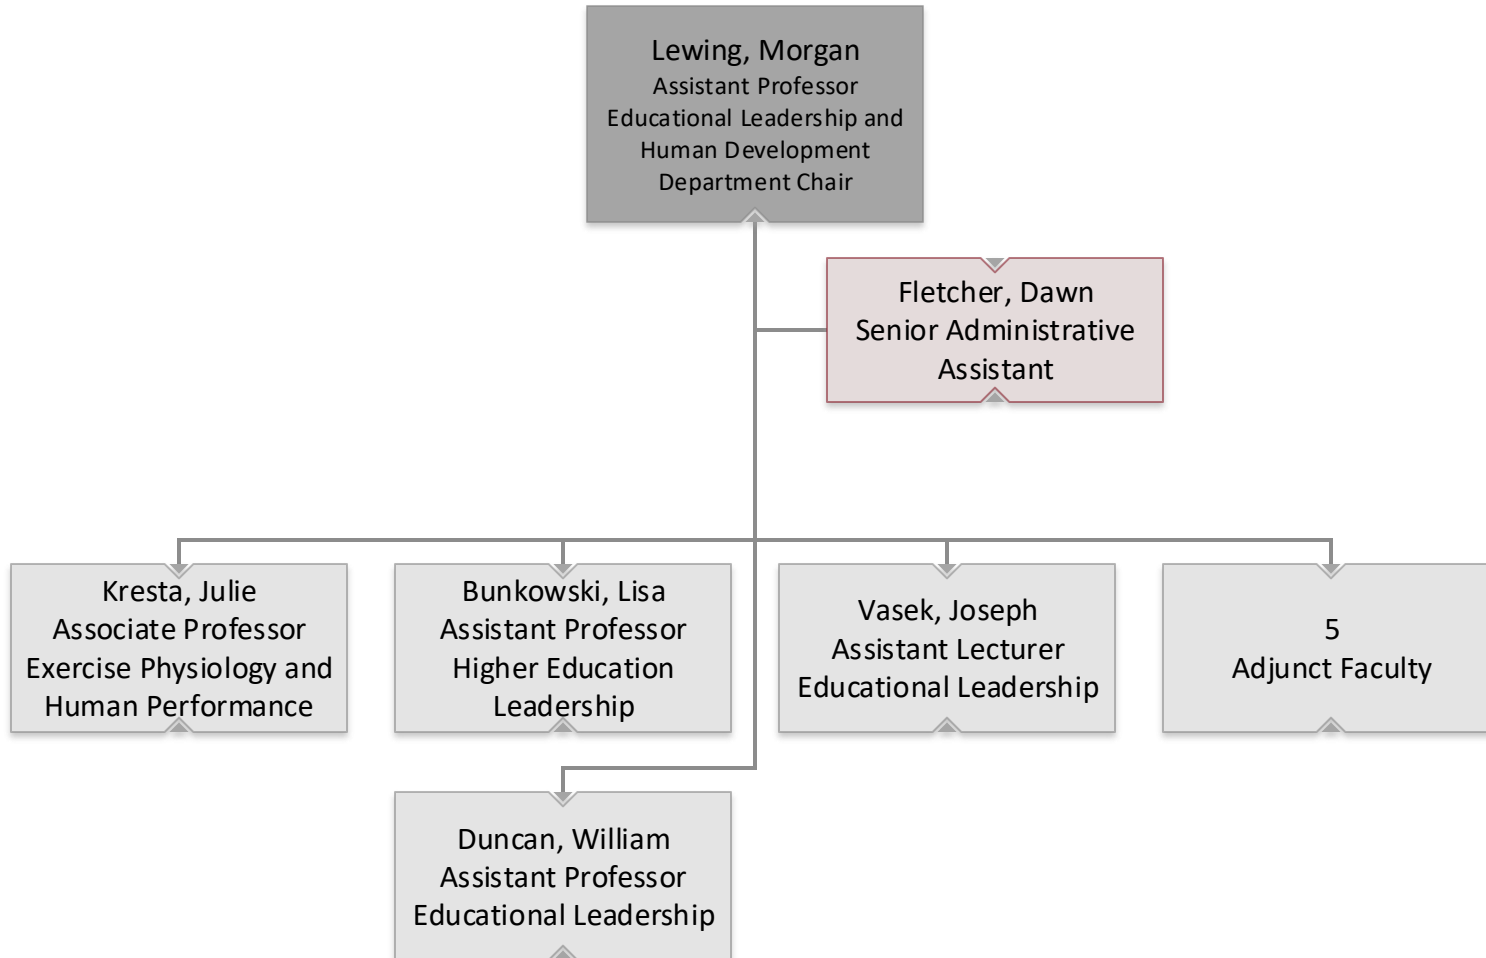 Lewing, Morgan
Assistant Professor
Educational Leadership and
Human Development
Department Chair
Fletcher, Dawn
Senior Administrative
Assistant
Kresta, Julie
Associate Professor
Exercise Physiology and
Human Performance
Bunkowski, Lisa
Assistant Professor
Higher Education
Leadership
Vasek, Joseph
Assistant Lecturer
Educational Leadership
5
Adjunct Faculty
Duncan, William
Assistant Professor
Educational Leadership